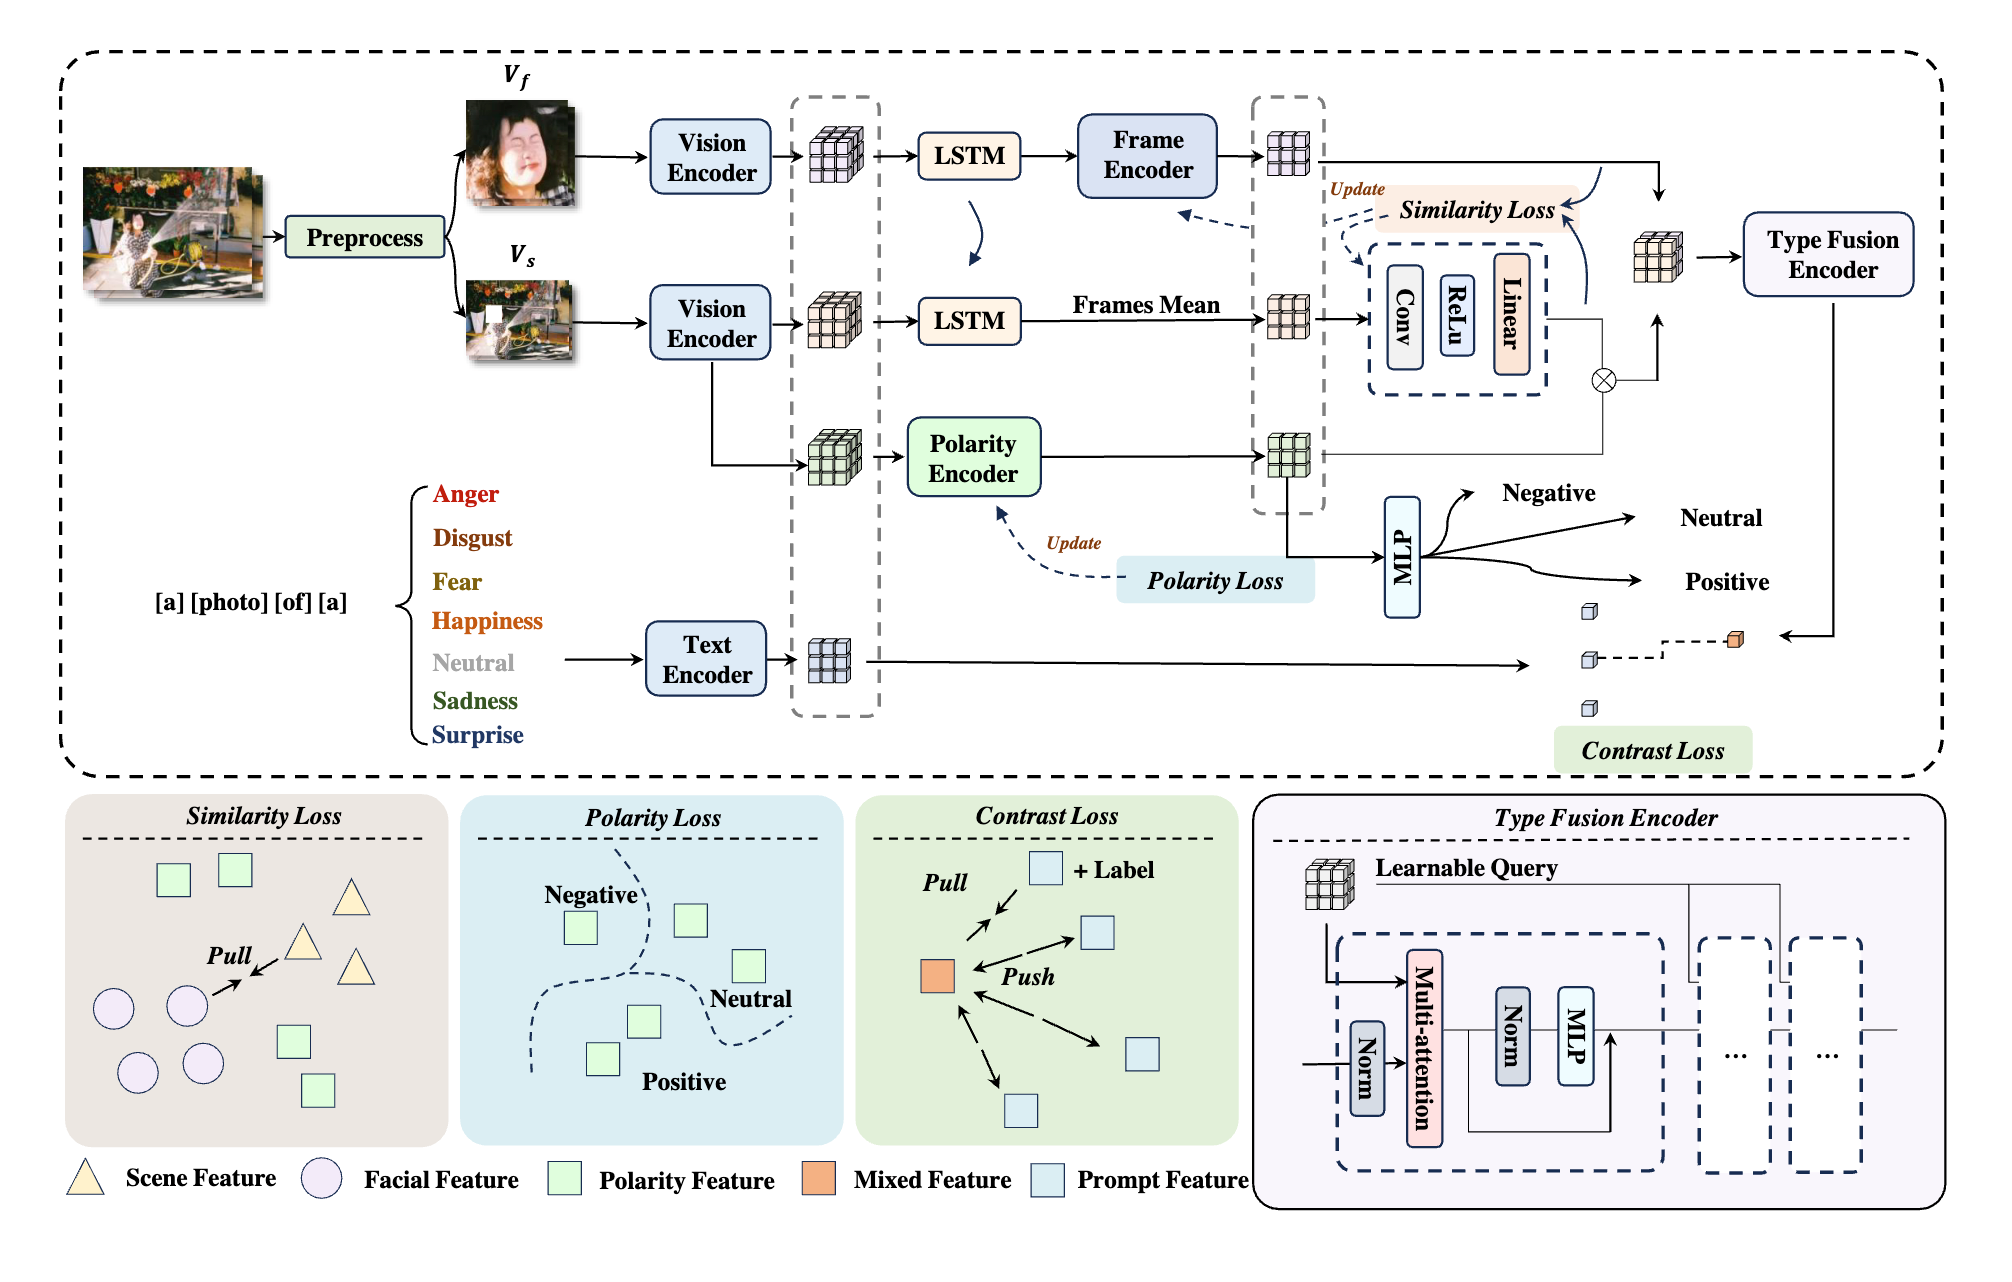 V_f
Vision
Encoder
LSTM
Frame
Encoder
Update
Similarity Loss
Preprocess
V_s
Type Fusion
Encoder
Vision
Encoder
LSTM
Frames Mean
Conv
ReLu
Linear
Polarity
Encoder
Negative
Neutral
Positive
MLP
Update
Polarity Loss
[a] [photo] [of] [a]
Anger
Disgust
Fear
Happiness
Neutral
Sadness
Surprise
Text
Encoder
Contrast Loss
Similarity Loss
Pull
Polarity Loss
Negative
Neutral
Positive
Contrast Loss
Pull
+ Label
Push
Type Fusion Encoder
Learnable Query
Norm
Multi-attention
Norm
MLP
...
...
Scene Feature
Facial Feature
Polarity Feature
Mixed Feature
Prompt Feature